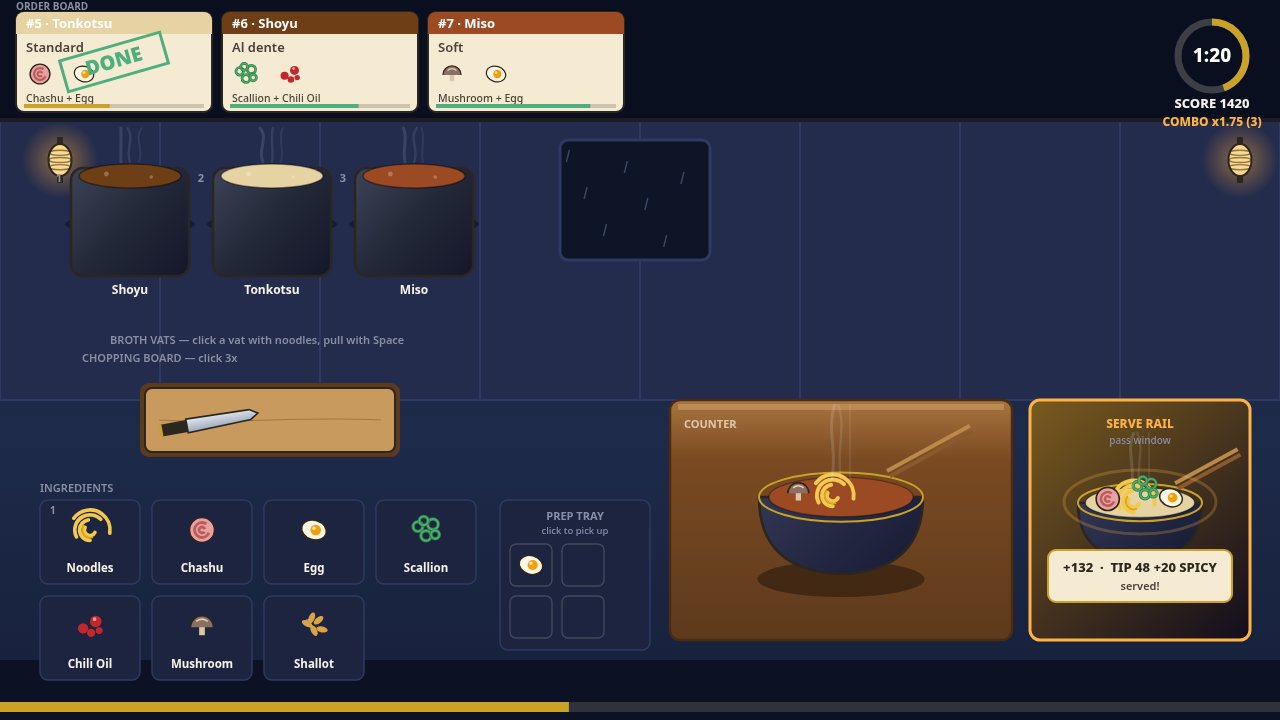 ORDER BOARD
#5 · Tonkotsu
Standard
DONE
Chashu + Egg
#6 · Shoyu
Al dente
Scallion + Chili Oil
#7 · Miso
Soft
Mushroom + Egg
1:20
SCORE 1420
COMBO x1.75 (3)
2
3
Shoyu
Tonkotsu
Miso
BROTH VATS — click a vat with noodles, pull with Space
CHOPPING BOARD — click 3x
COUNTER
SERVE RAIL
pass window
+132 · TIP 48 +20 SPICY
served!
INGREDIENTS
1
Noodles
Chashu
Egg
Scallion
Chili Oil
Mushroom
Shallot
PREP TRAY
click to pick up